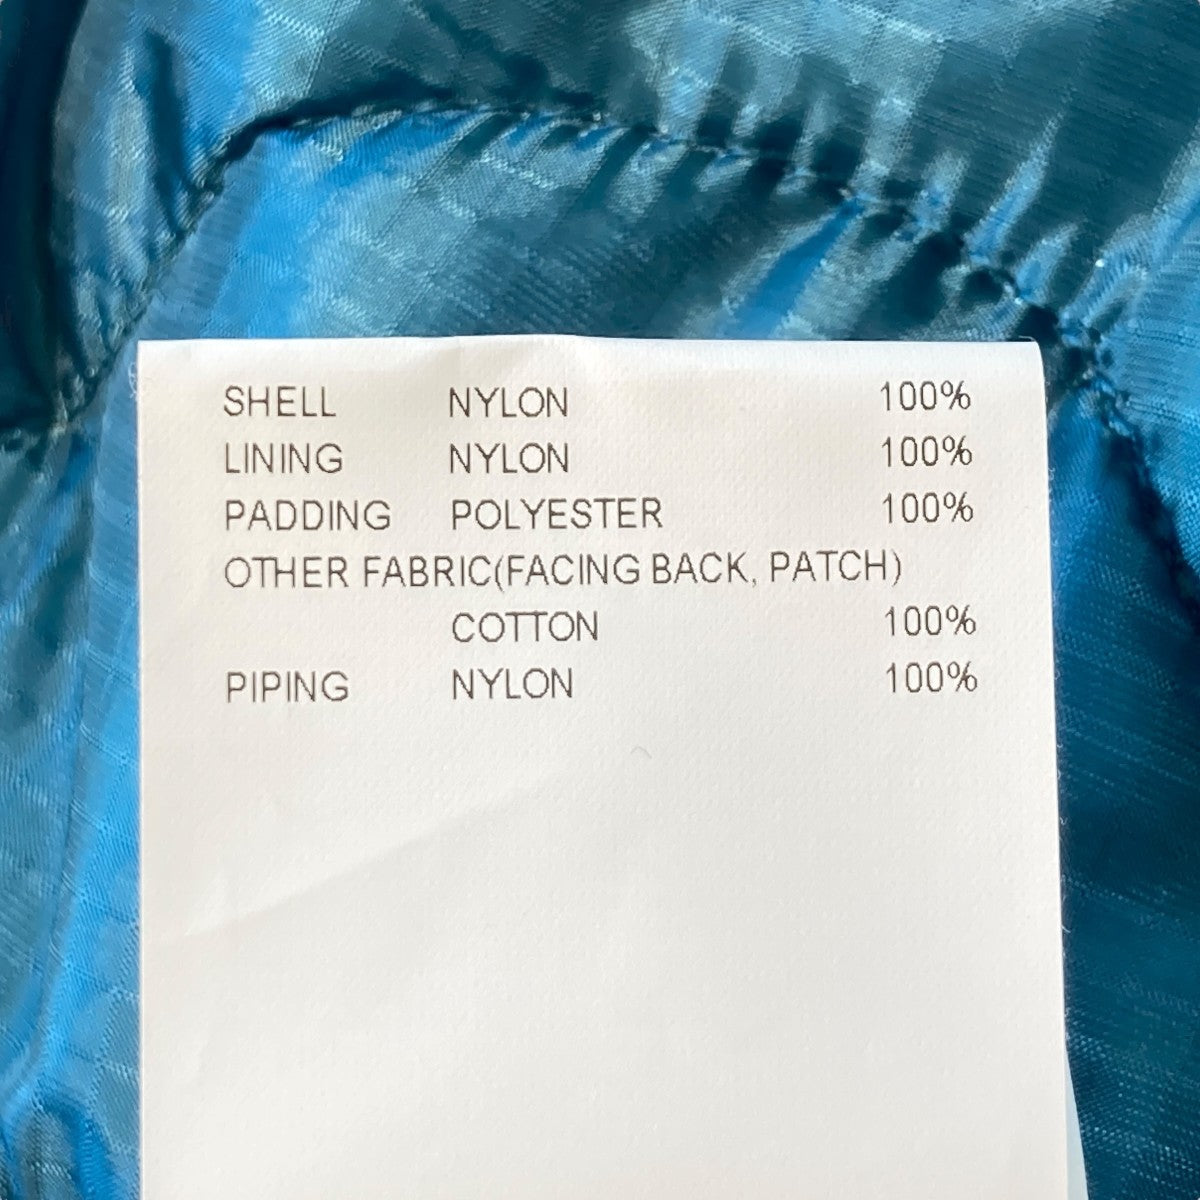 SHELL NYLON 100%
LINING NYLON 100%
PADDING POLYESTER 100%
OTHER FABRIC(FACING BACK, PATCH)
COTTON 100%
PIPING NYLON 100%